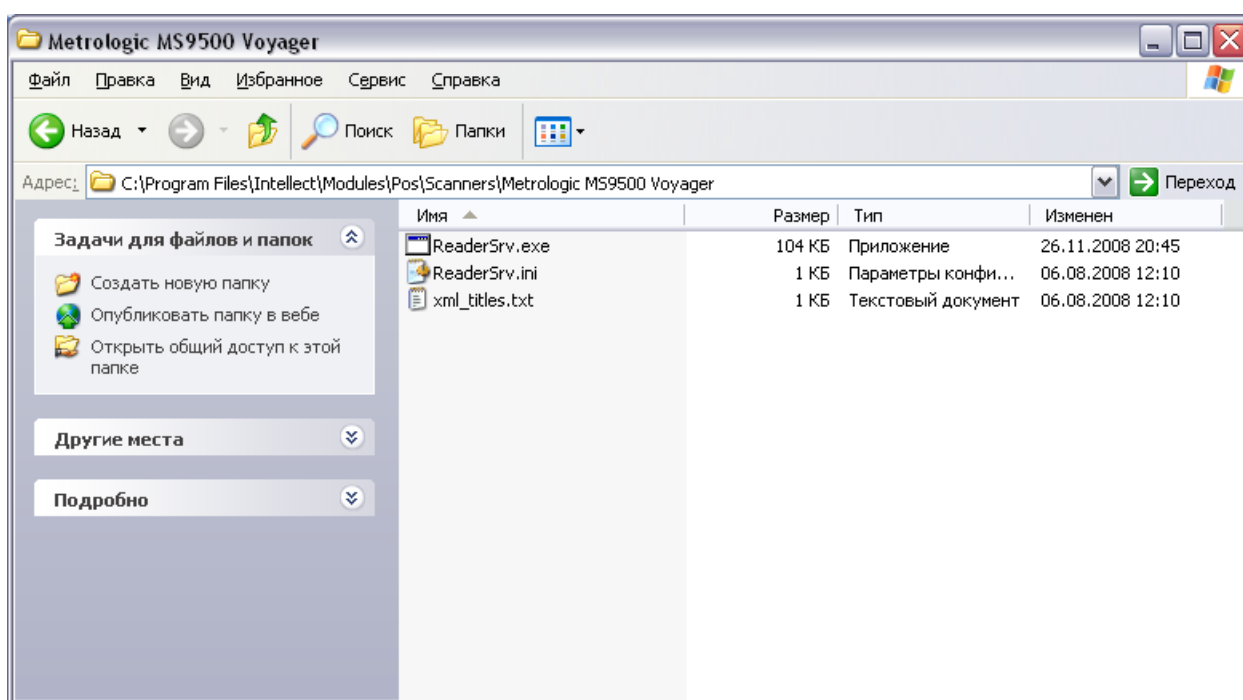 Metrologic MS9500 Voyager
Файл Правка Вид Избранное Сервис Справка
Назад Поиск Папки
Адрес: C:\Program Files\Intellect\Modules\Pos\Scanners\Metrologic MS9500 Voyager Переход
Имя Размер Тип Изменен
Задачи для файлов и папок
Создать новую папку
Опубликовать папку в вебе
Открыть общий доступ к этой
папке
Другие места
Подробно
ReaderSrv.exe 104 КБ Приложение 26.11.2008 20:45
ReaderSrv.ini 1 КБ Параметры конфи... 06.08.2008 12:10
xml_titles.txt 1 КБ Текстовый документ 06.08.2008 12:10